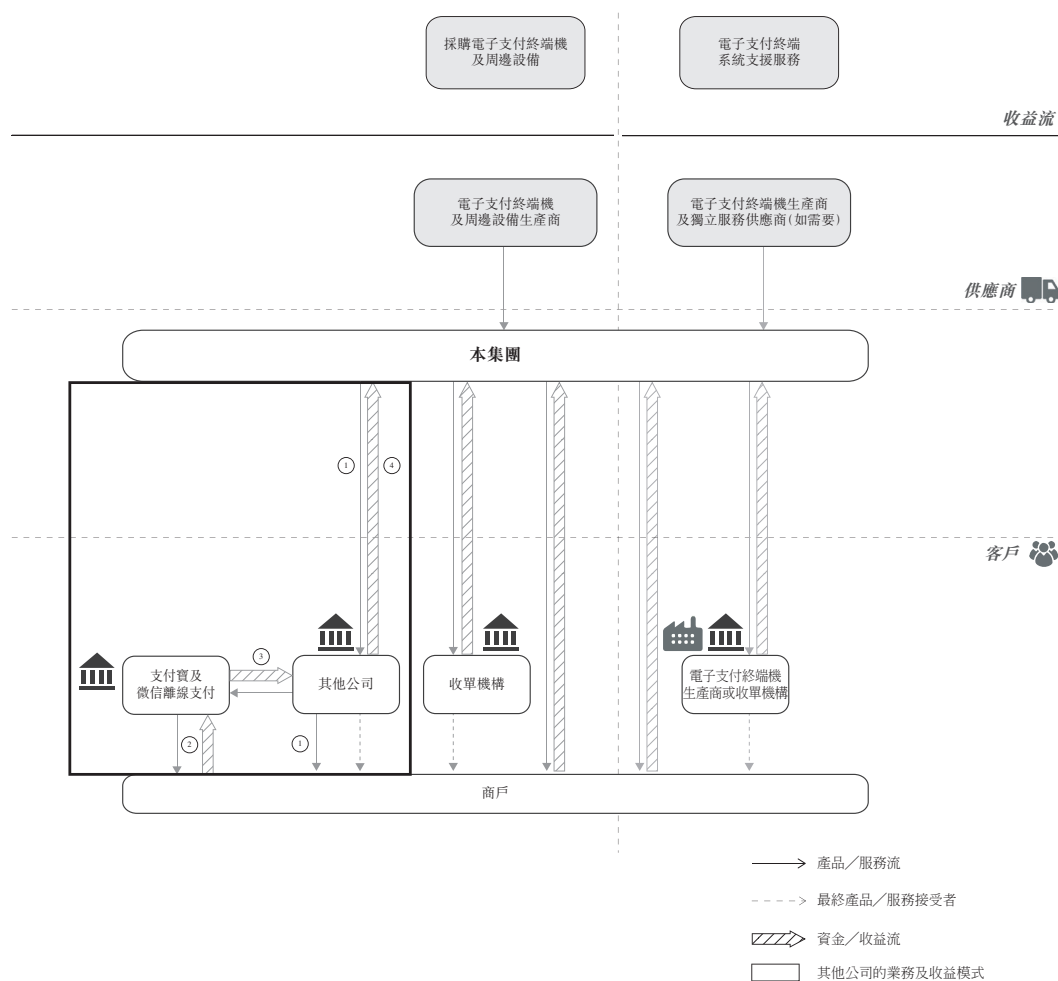 採購電子支付終端機
及周邊設備
電子支付終端
系統支援服務
收益流
電子支付終端機
及周邊設備生產商
電子支付終端機生產商
及獨立服務供應商(如需要)
供應商
本集團
1
4
客戶
3
支付寶及
微信離線支付
其他公司
收單機構
電子支付終端機
生產商或收單機構
2
1
商戶
產品／服務流
最終產品／服務接受者
資金／收益流
其他公司的業務及收益模式